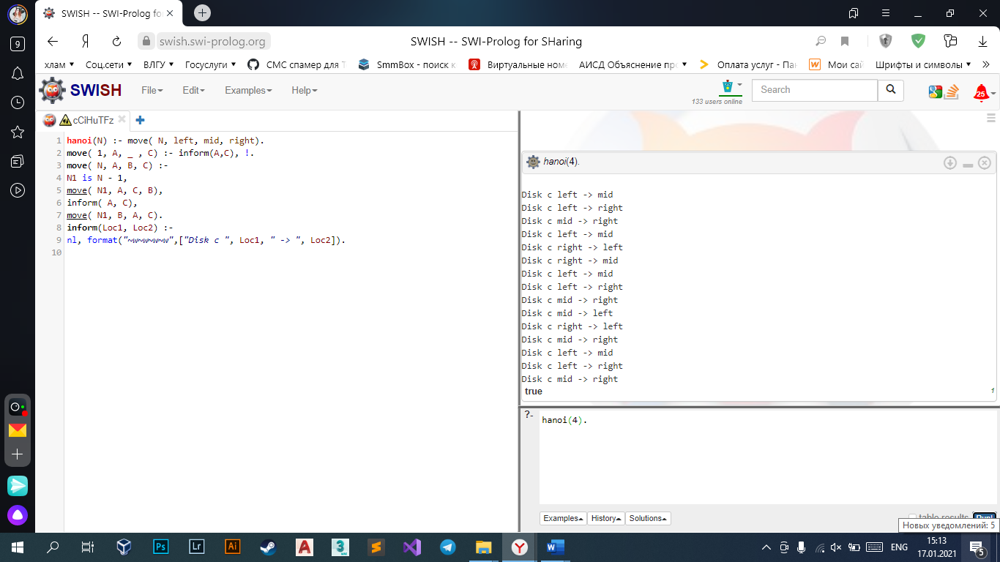 SWISH -- SWI-Prolog fo
9
Я
swish.swi-prolog.org
SWISH -- SWI-Prolog for SHaring
хлам
Соц.сети
ВЛГУ
Госуслуги
СМС спамер для
SmmBox - поиск
Виртуальные
АИСД Объяснение
Оплата услуг -
Мои
Шрифты и символы
SWISH
File
Edit
Examples
Help
133 users online
Search
25
cCiHuTFz
1 hanoi(N) :- move( N, left, mid, right).
2 move( 1, A, _ , C) :- inform(A,C), !.
3 move( N, A, B, C) :-
4 N1 is N - 1,
5 move( N1, A, C, B),
6 inform( A, C),
7 move( N1, B, A, C).
8 inform(Loc1, Loc2) :-
9 nl, format("~w~w~w~w",["Disk c ", Loc1, " -> ", Loc2]).
10
hanoi(4).
Disk c left -> mid
Disk c left -> right
Disk c mid -> right
Disk c left -> mid
Disk c right -> left
Disk c right -> mid
Disk c left -> mid
Disk c left -> right
Disk c mid -> right
Disk c mid -> left
Disk c right -> left
Disk c mid -> right
Disk c left -> mid
Disk c left -> right
Disk c mid -> right
true
1
?-
hanoi(4).
Examples
History
Solutions
table results
Run!
Новых уведомлений: 5
Ps
Lr
Ai
A
3
S
Y
W
ENG
15:13
17.01.2021
5